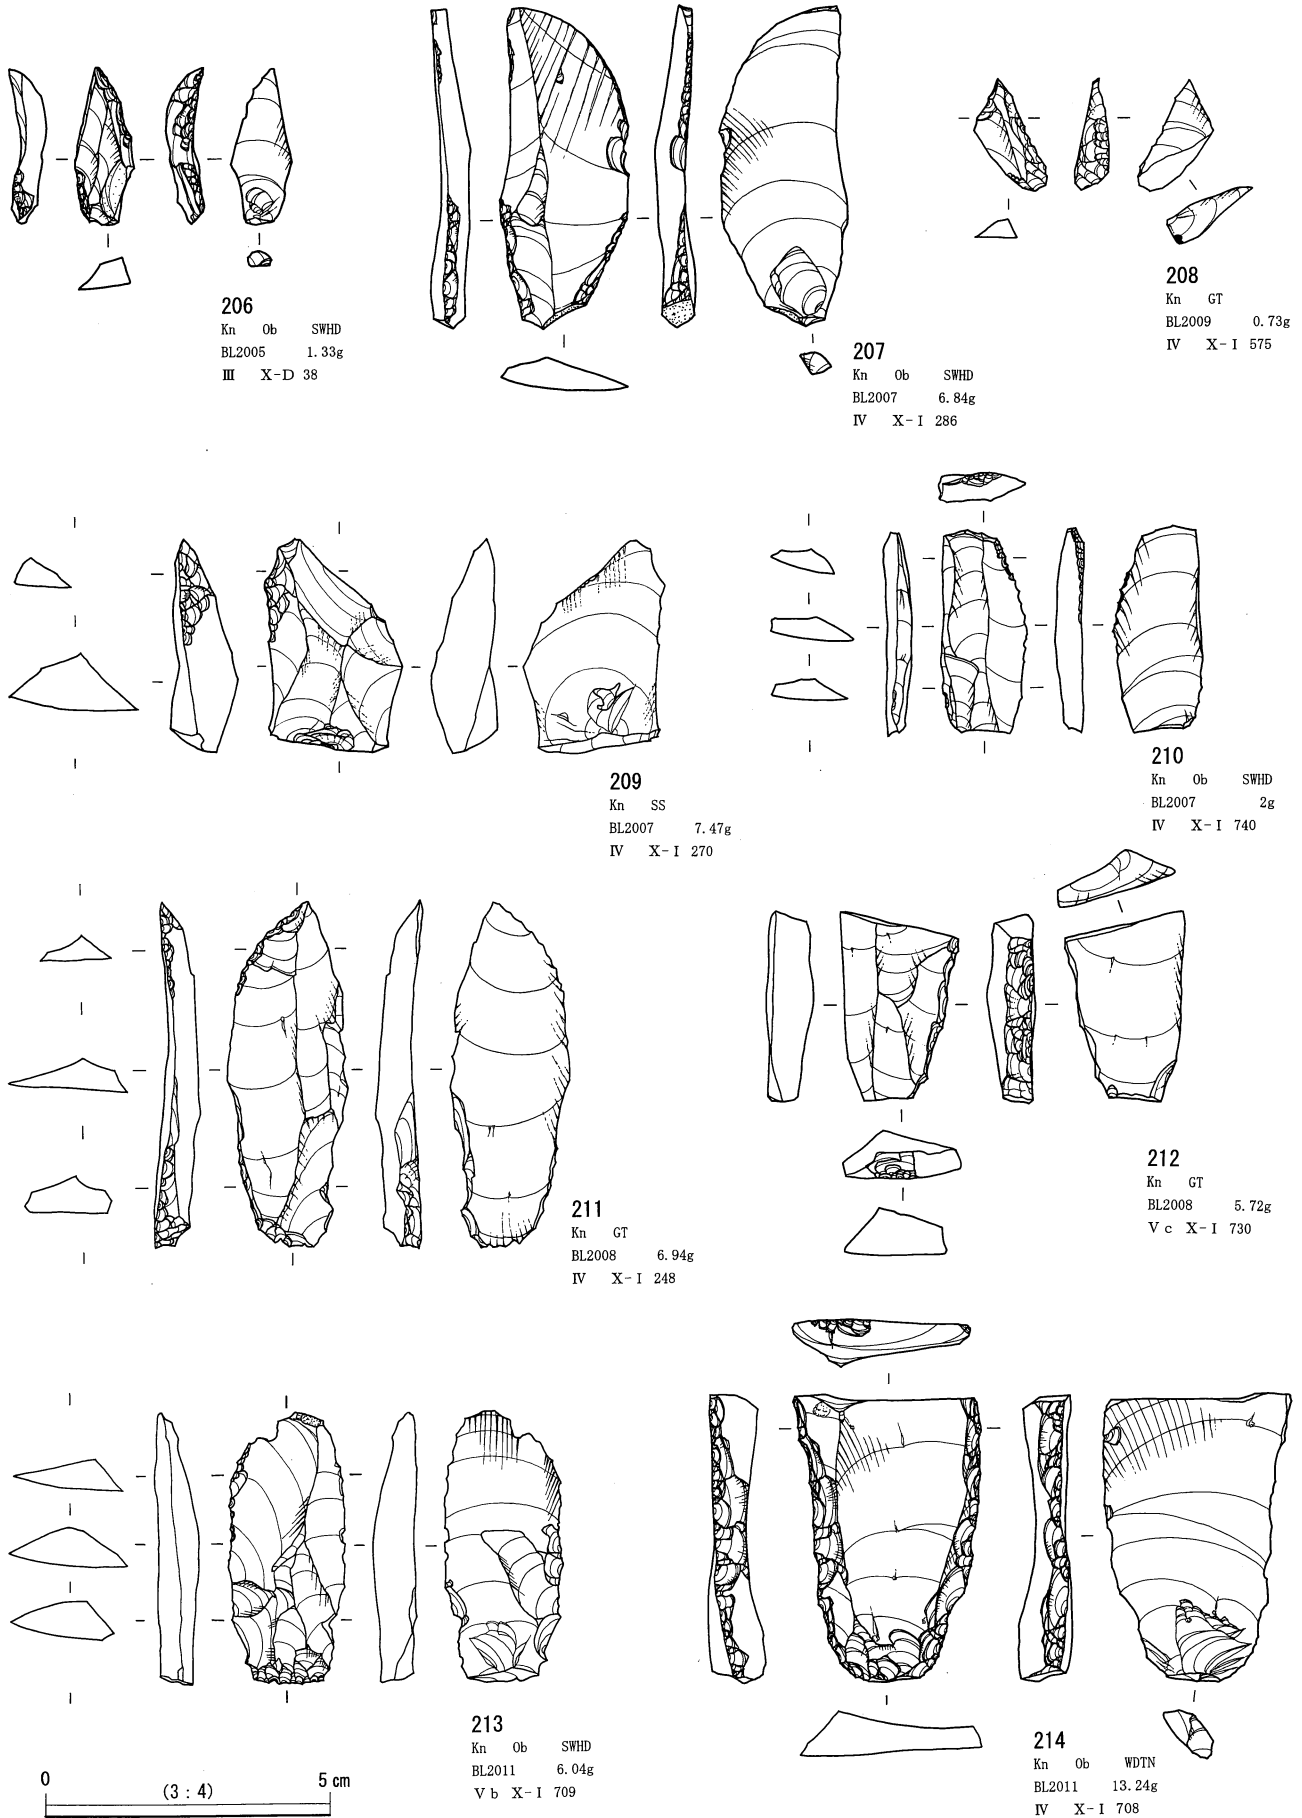 206
Kn Ob SWHD
BL2005 1.33g
Ⅲ X-D 38
207
Kn Ob SWHD
BL2007 6.84g
Ⅳ X-I 286
208
Kn GT
BL2009 0.73g
Ⅳ X-I 575
209
Kn SS
BL2007 7.47g
Ⅳ X-I 270
210
Kn Ob SWHD
BL2007 2g
Ⅳ X-I 740
211
Kn GT
BL2008 6.94g
Ⅳ X-I 248
212
Kn GT
BL2008 5.72g
Ⅴc X-I 730
213
Kn Ob SWHD
BL2011 6.04g
Ⅴb X-I 709
214
Kn Ob WDTN
BL2011 13.24g
Ⅳ X-I 708
0 (3:4) 5cm